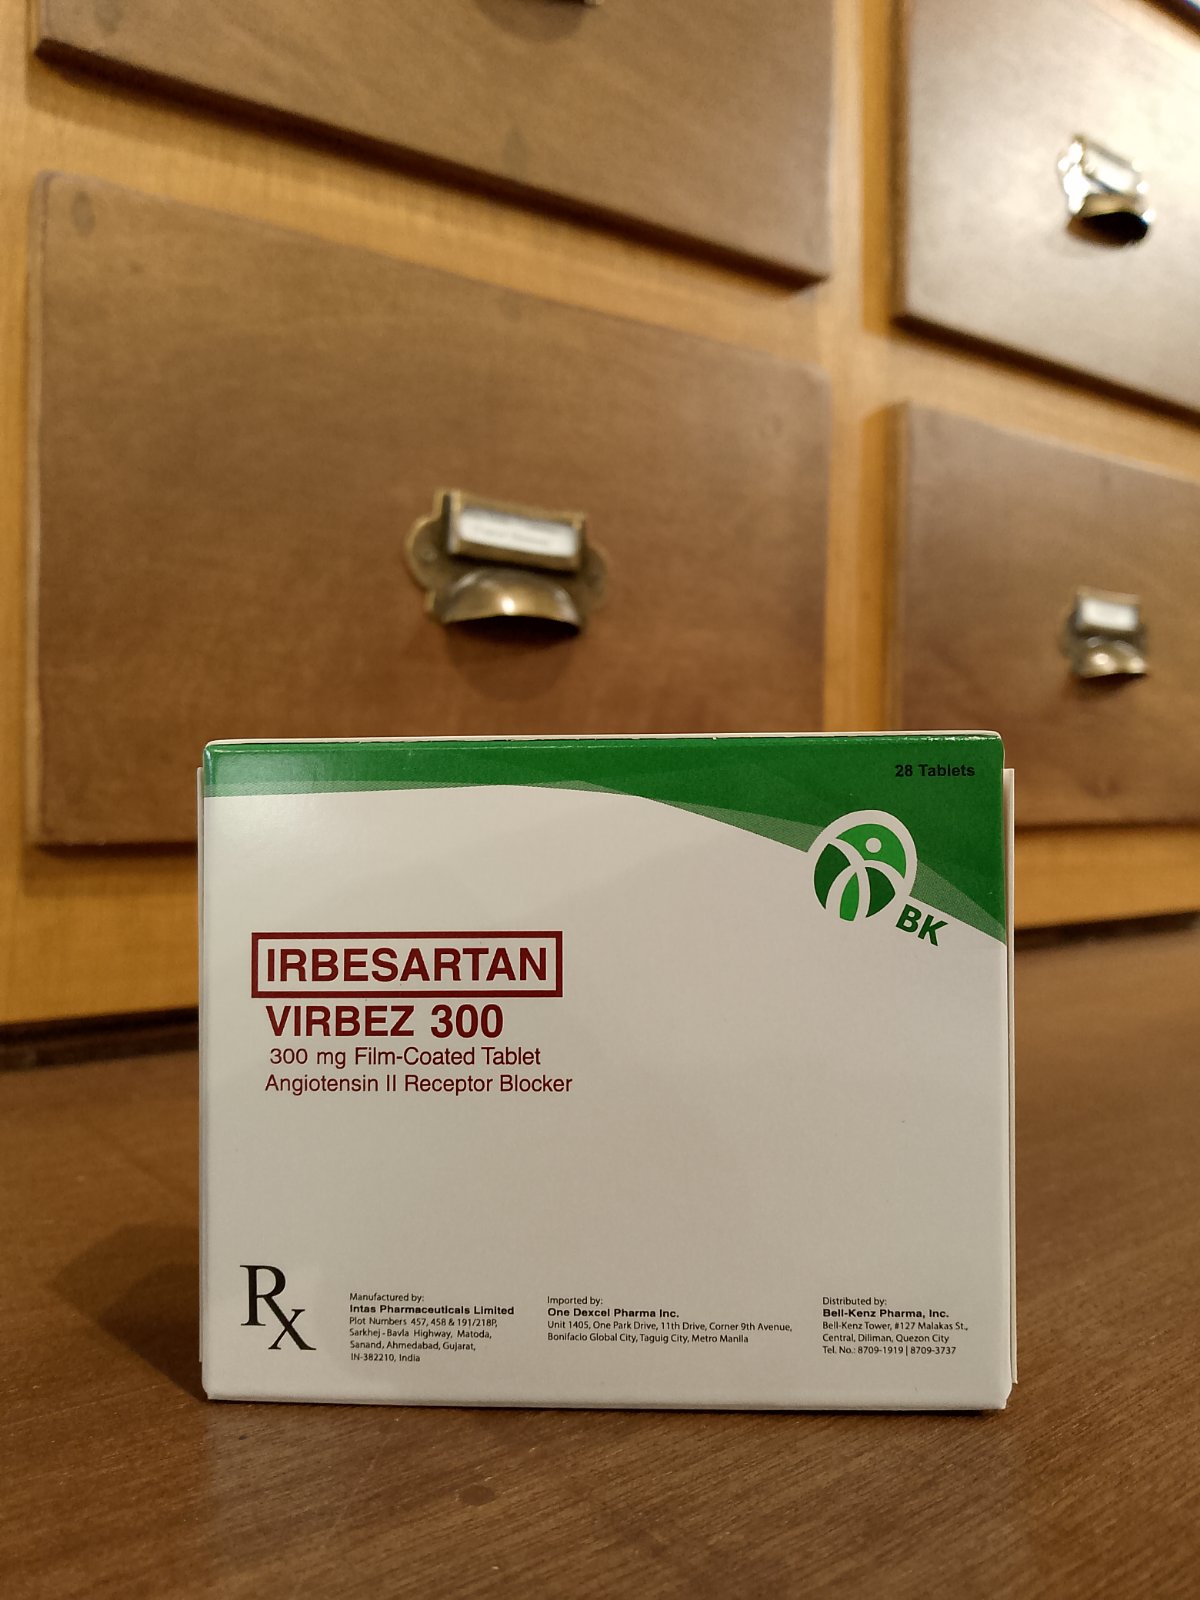 28 Tablets
BK
IRBESARTAN
VIRBEZ 300
300 mg Film-Coated Tablet
Angiotensin II Receptor Blocker
Rx
Manufactured by:
Intas Pharmaceuticals Limited
Plot Numbers 457, 458 & 191/218P,
Sarkhej-Bavla Highway, Matoda,
Sanand, Ahmedabad, Gujarat,
IN-382210, India
Imported by:
One Dexcel Pharma Inc.
Unit 1405, One Park Drive, 11th Drive, Corner 9th Avenue,
Bonifacio Global City, Taguig City, Metro Manila
Distributed by:
Bell-Kenz Pharma, Inc.
Bell-Kenz Tower, #127 Malakas St.,
Central, Diliman, Quezon City
Tel. No.: 8709-1919 | 8709-3737